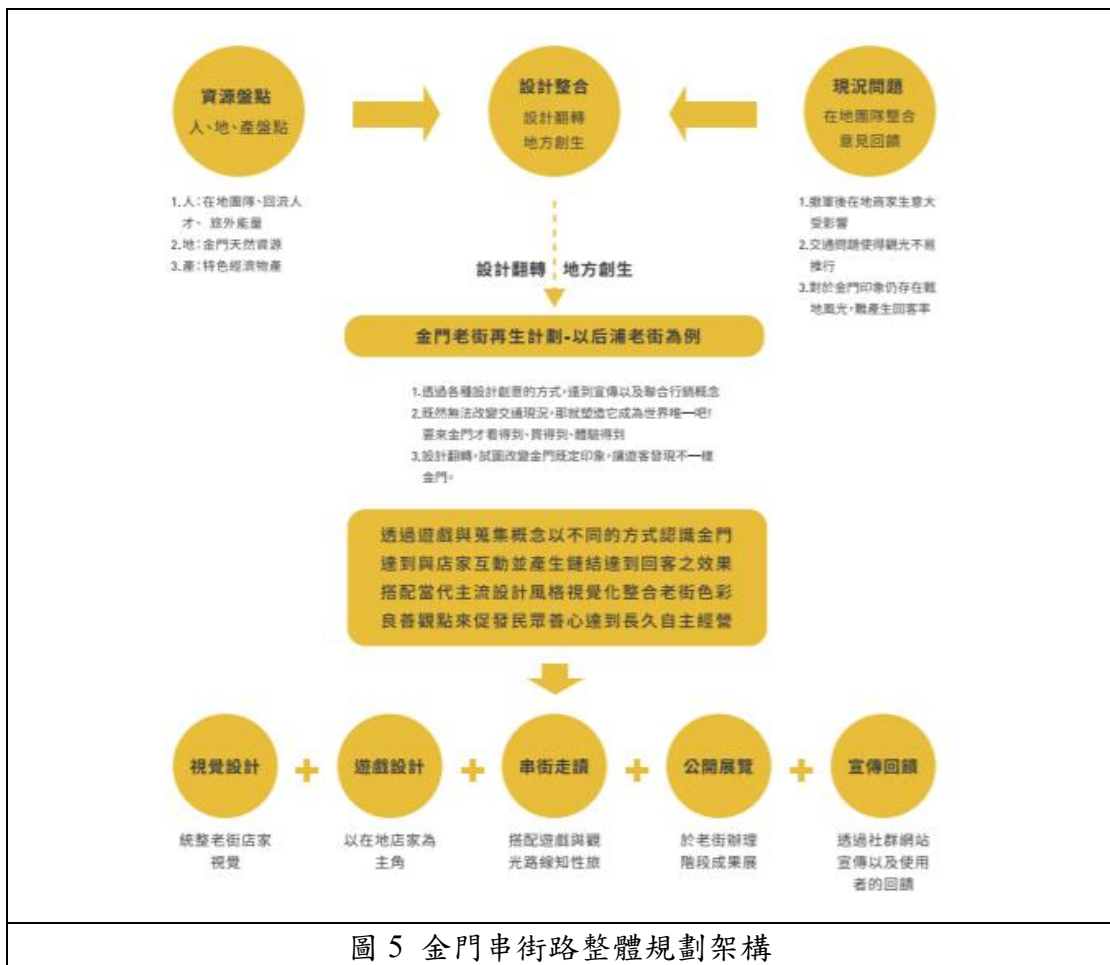 資源盤點
人、地、產盤點
設計整合
設計翻轉
地方創生
現況問題
在地團隊整合
意見回饋
1.人:在地團隊、回流人
才、 旅外能量
2.地:金門天然資源
3.產:特色經濟物產
1.撤軍後在地商家生意大
受影響
2.交通問題使得觀光不易
推行
3.對於金門印象仍存在戰
地風光,難產生回客率
設計翻轉 地方創生
金門老街再生計劃-以后浦老街為例
1.透過各種設計創意的方式,達到宣傳以及聯合行銷概念
2.既然無法改變交通現況,那就塑造它成為世界唯一吧!
要來金門才看得到、買得到、體驗得到
3.設計翻轉,試圖改變金門既定印象,讓遊客發現不一樣
金門。
透過遊戲與蒐集概念以不同的方式認識金門
達到與店家互動並產生鏈結達到回客之效果
搭配當代主流設計風格視覺化整合老街色彩
良善觀點來促發民眾善心達到長久自主經營
視覺設計 + 遊戲設計 + 串街走讀 + 公開展覽 + 宣傳回饋
統整老街店家
視覺
以在地店家為
主角
搭配遊戲與觀
光路線知性旅
於老街辦理
階段成果展
透過社群網站
宣傳以及使用
者的回饋
圖 5 金門串街路整體規劃架構